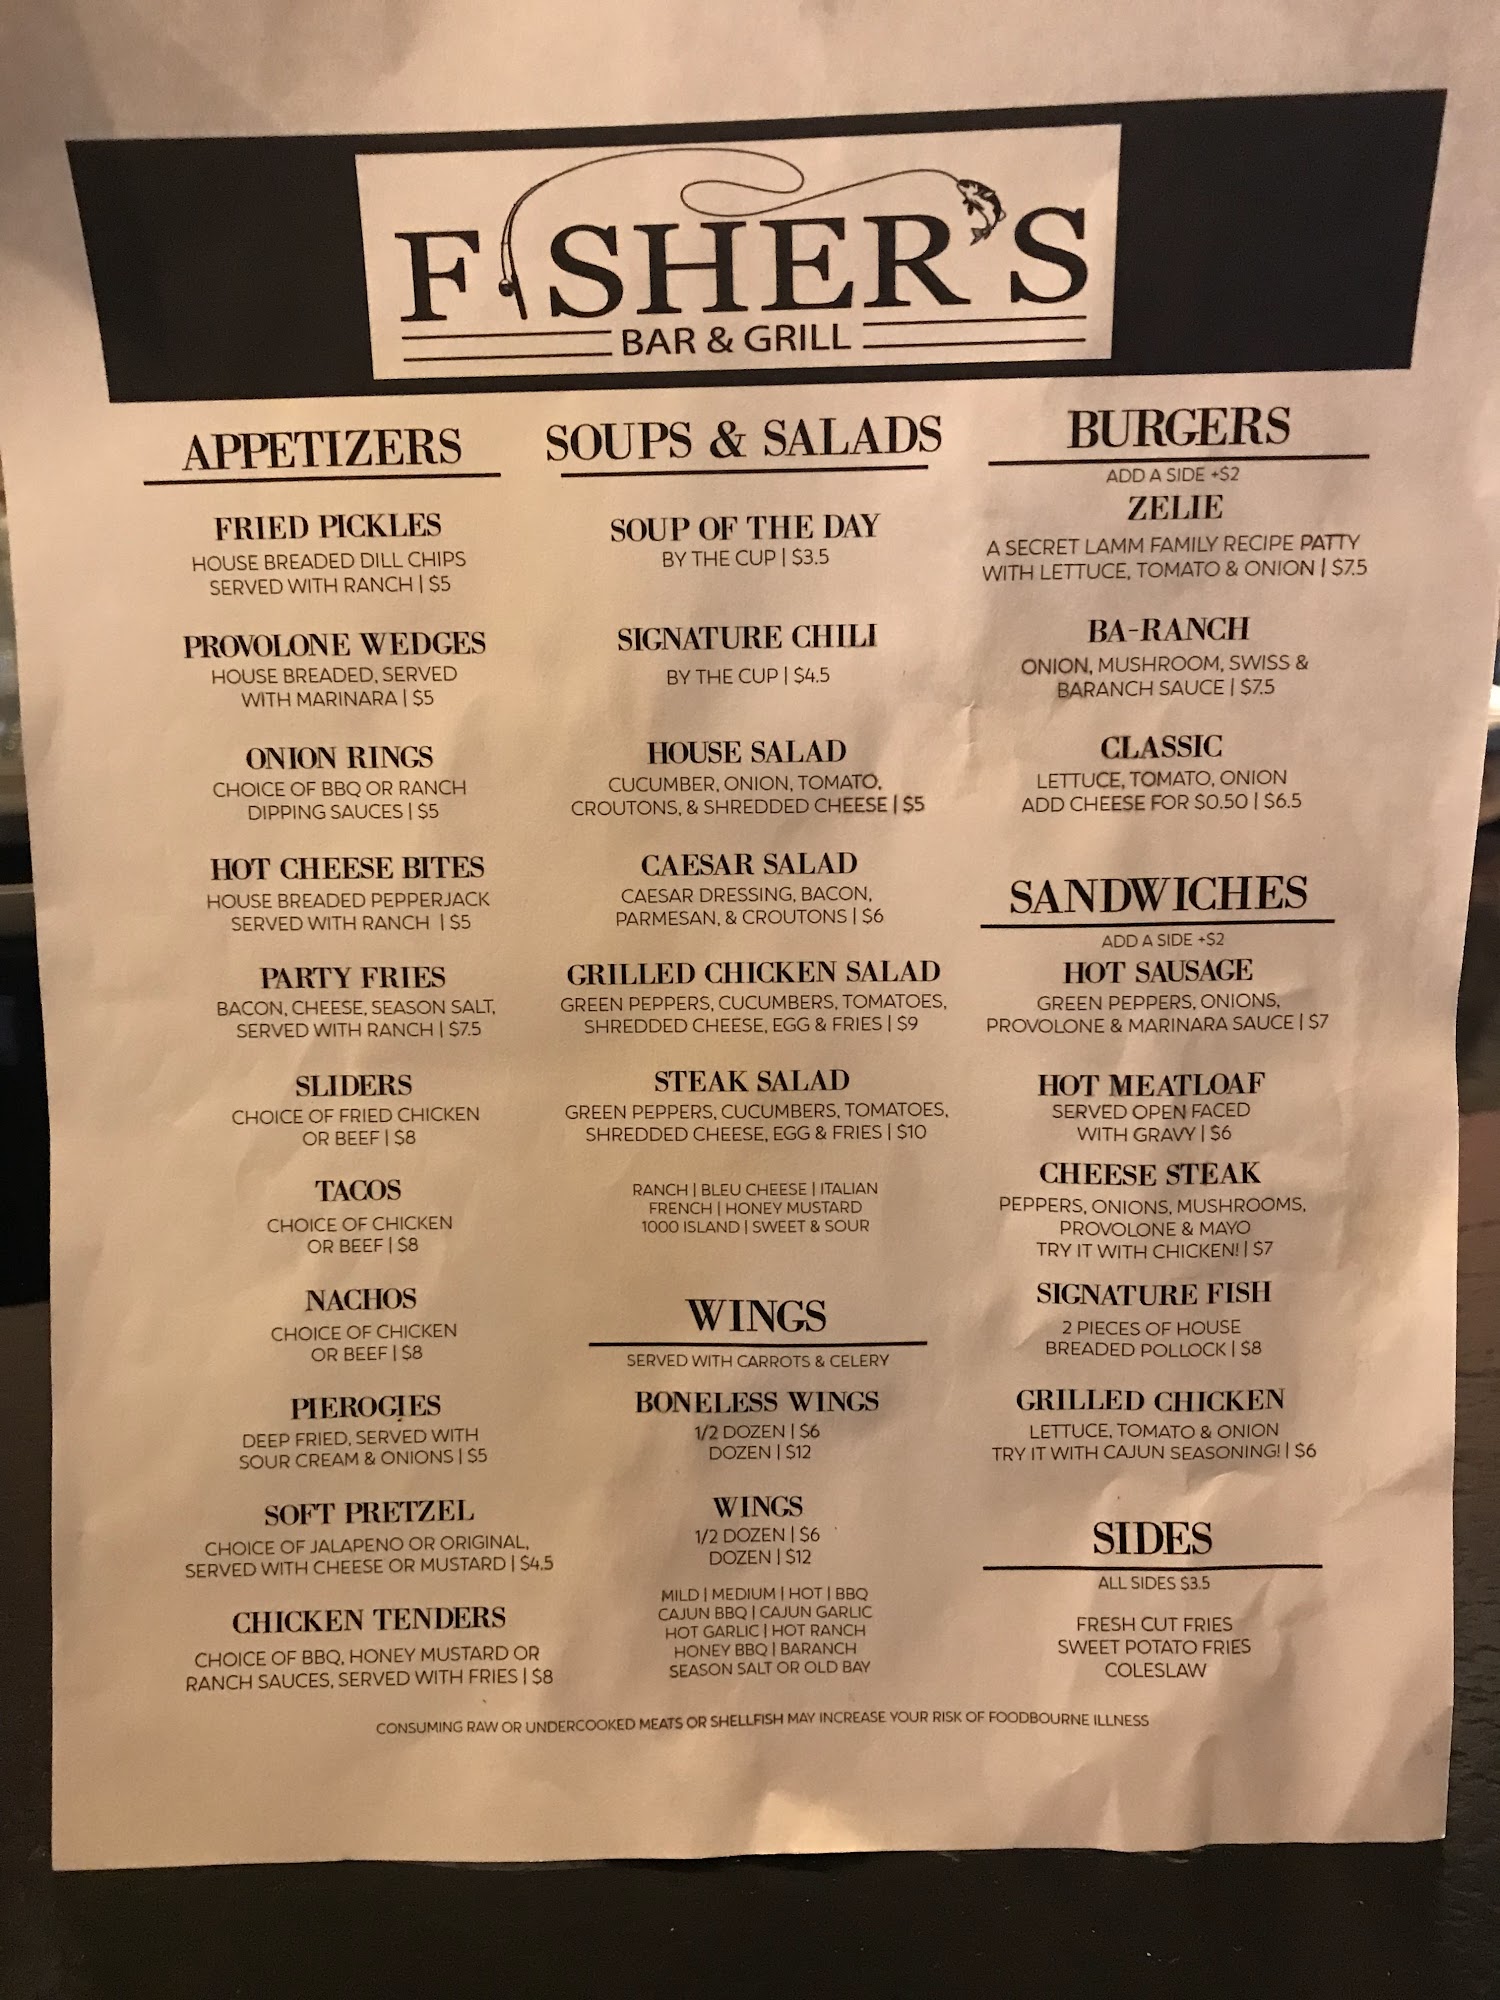 FISHER'S
BAR & GRILL
APPETIZERS
FRIED PICKLES
HOUSE BREADED DILL CHIPS
SERVED WITH RANCH | $5
PROVOLONE WEDGES
HOUSE BREADED, SERVED
WITH MARINARA | $5
ONION RINGS
CHOICE OF BBQ OR RANCH
DIPPING SAUCES | $5
HOT CHEESE BITES
HOUSE BREADED PEPPERJACK
SERVED WITH RANCH | $5
PARTY FRIES
BACON, CHEESE, SEASON SALT,
SERVED WITH RANCH | $7.5
SLIDERS
CHOICE OF FRIED CHICKEN
OR BEEF | $8
TACOS
CHOICE OF CHICKEN
OR BEEF | $8
NACHOS
CHOICE OF CHICKEN
OR BEEF | $8
PIEROGIES
DEEP FRIED, SERVED WITH
SOUR CREAM & ONIONS | $5
SOFT PRETZEL
CHOICE OF JALAPENO OR ORIGINAL,
SERVED WITH CHEESE OR MUSTARD | $4.5
CHICKEN TENDERS
CHOICE OF BBQ, HONEY MUSTARD OR
RANCH SAUCES, SERVED WITH FRIES | $8
SOUPS & SALADS
SOUP OF THE DAY
BY THE CUP | $3.5
SIGNATURE CHILI
BY THE CUP | $4.5
HOUSE SALAD
CUCUMBER, ONION, TOMATO,
CROUTONS, & SHREDDED CHEESE | $5
CAESAR SALAD
CAESAR DRESSING, BACON,
PARMESAN, & CROUTONS | $6
GRILLED CHICKEN SALAD
GREEN PEPPERS, CUCUMBERS, TOMATOES,
SHREDDED CHEESE, EGG & FRIES | $9
STEAK SALAD
GREEN PEPPERS, CUCUMBERS, TOMATOES,
SHREDDED CHEESE, EGG & FRIES | $10
RANCH | BLEU CHEESE | ITALIAN
FRENCH | HONEY MUSTARD
1000 ISLAND | SWEET & SOUR
WINGS
SERVED WITH CARROTS & CELERY
BONELESS WINGS
1/2 DOZEN | $6
DOZEN | $12
WINGS
1/2 DOZEN | $6
DOZEN | $12
MILD | MEDIUM | HOT | BBQ
CAJUN BBQ | CAJUN GARLIC
HOT GARLIC | HOT RANCH
HONEY BBQ | BARANCH
SEASON SALT OR OLD BAY
BURGERS
ADD A SIDE +$2
ZELIE
A SECRET LAMM FAMILY RECIPE PATTY
WITH LETTUCE, TOMATO & ONION | $7.5
BA-RANCH
ONION, MUSHROOM, SWISS &
BARANCH SAUCE | $7.5
CLASSIC
LETTUCE, TOMATO, ONION
ADD CHEESE FOR $0.50 | $6.5
SANDWICHES
ADD A SIDE +$2
HOT SAUSAGE
GREEN PEPPERS, ONIONS,
PROVOLONE & MARINARA SAUCE | $7
HOT MEATLOAF
SERVED OPEN FACED
WITH GRAVY | $6
CHEESE STEAK
PEPPERS, ONIONS, MUSHROOMS,
PROVOLONE & MAYO
TRY IT WITH CHICKEN! | $7
SIGNATURE FISH
2 PIECES OF HOUSE
BREADED POLLOCK | $8
GRILLED CHICKEN
LETTUCE, TOMATO & ONION
TRY IT WITH CAJUN SEASONING! | $6
SIDES
ALL SIDES $3.5
FRESH CUT FRIES
SWEET POTATO FRIES
COLESLAW
CONSUMING RAW OR UNDERCOOKED MEATS OR SHELLFISH MAY INCREASE YOUR RISK OF FOODBOURNE ILLNESS